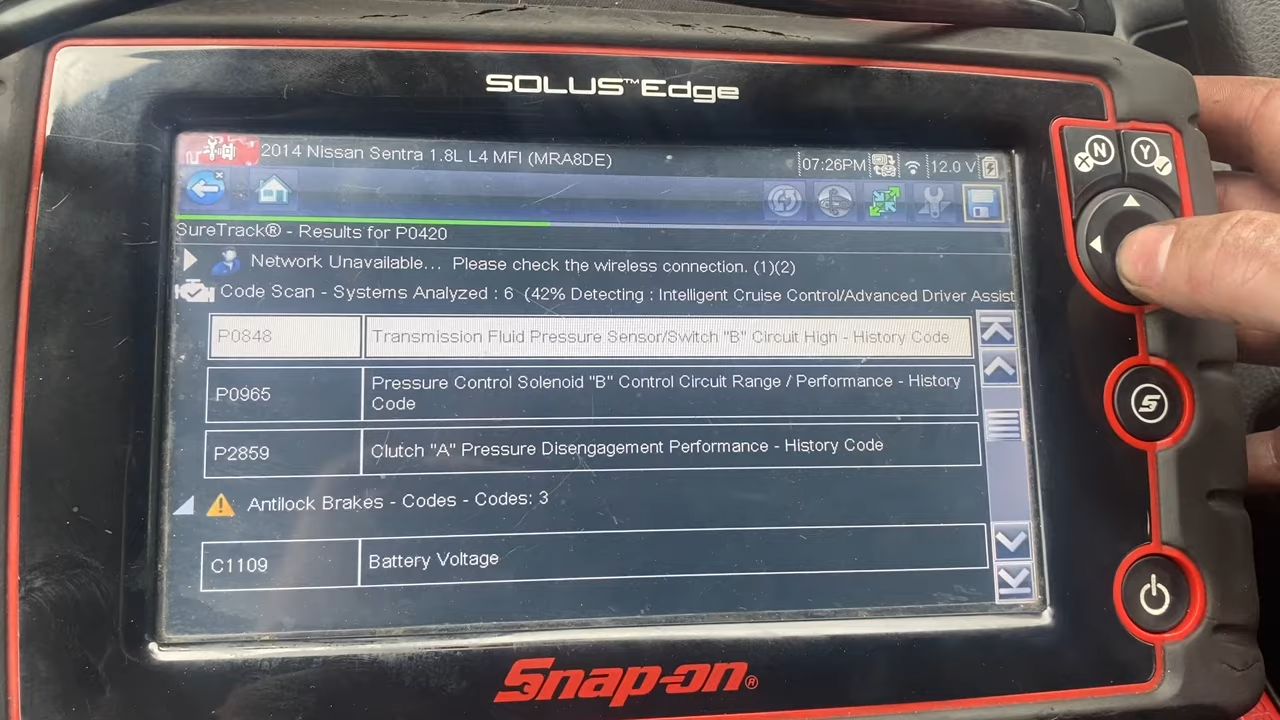 SOLUS™ Edge
2014 Nissan Sentra 1.8L L4 MFI (MRA8DE)
07:26PM
12.0 V
N
Y
SureTrack® - Results for P0420
Network Unavailable... Please check the wireless connection. (1)(2)
Code Scan - Systems Analyzed : 6 (42% Detecting : Intelligent Cruise Control/Advanced Driver Assist
P0848 Transmission Fluid Pressure Sensor/Switch "B" Circuit High - History Code
P0965 Pressure Control Solenoid "B" Control Circuit Range / Performance - History
Code
P2859 Clutch "A" Pressure Disengagement Performance - History Code
S
Antilock Brakes - Codes - Codes: 3
C1109 Battery Voltage
Snap-on®